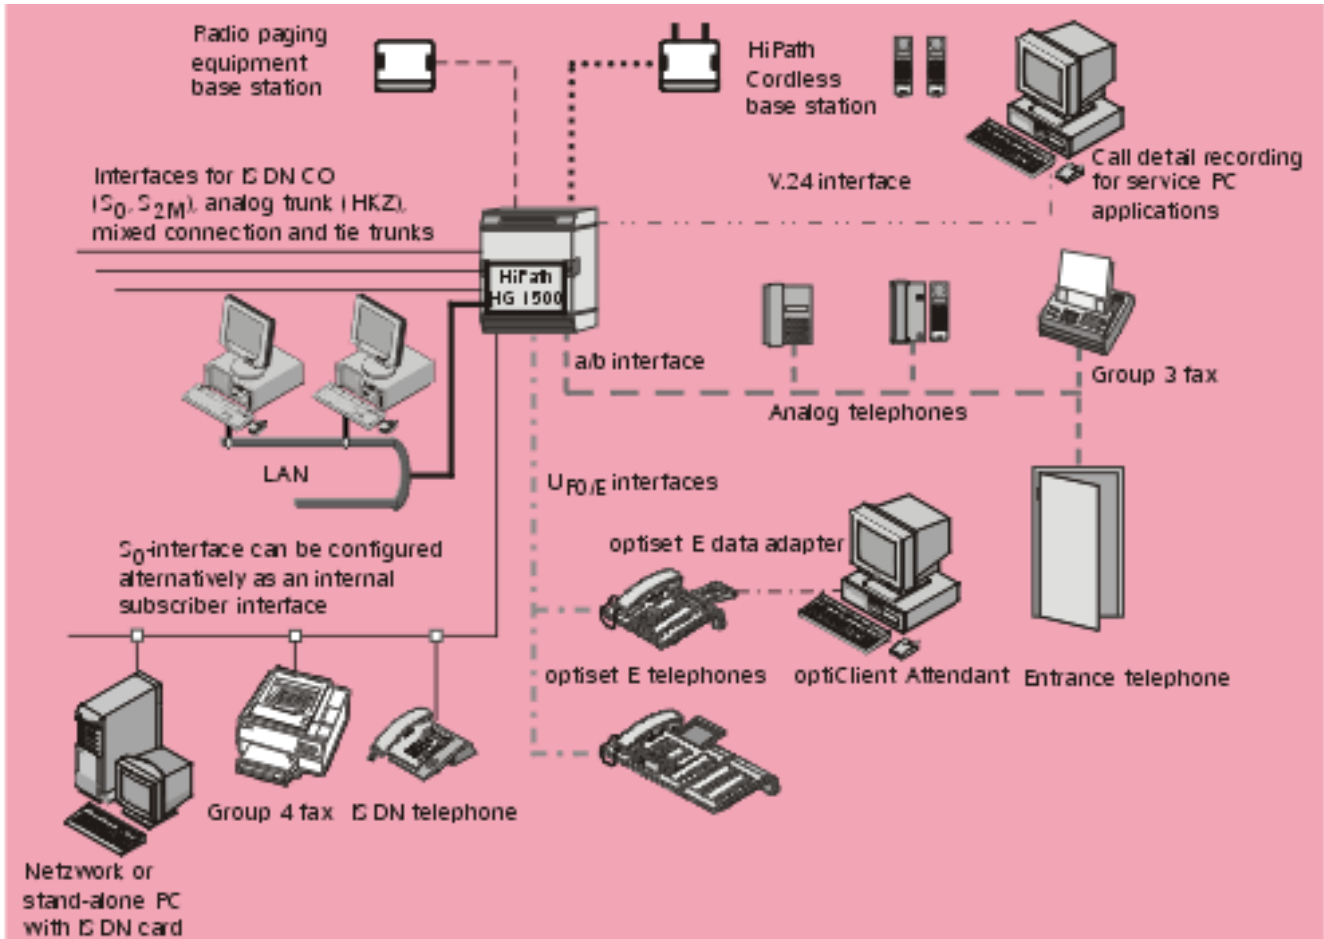 Radio paging
equipment
base station
HiPath
Cordless
base station
Call detail recording
for service PC
applications
V.24 interface
Interfaces for ISDN CO
(S0, S2M), analog trunk (HKZ),
mixed connection and tie trunks
HiPath
HG 1500
a/b interface
Group 3 fax
Analog telephones
LAN
UP0/E interfaces
optiset E data adapter
S0-interface can be configured
alternatively as an internal
subscriber interface
optiset E telephones
optiClient Attendant
Entrance telephone
Group 4 fax
ISDN telephone
Netzwork or
stand-alone PC
with ISDN card